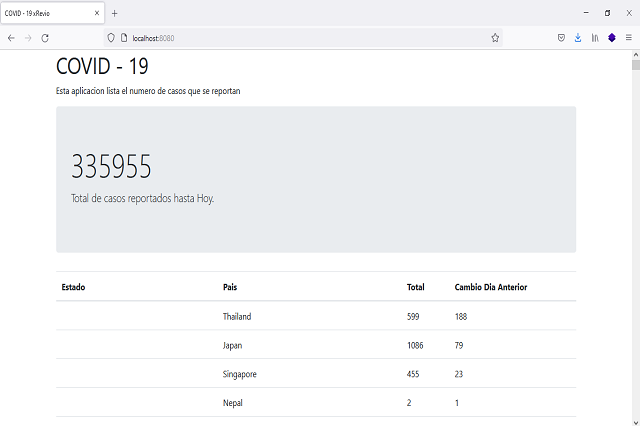 COVID - 19 xRevio
localhost:8080
COVID - 19
Esta aplicacion lista el numero de casos que se reportan
335955
Total de casos reportados hasta Hoy.
Estado Pais Total Cambio Dia Anterior
Thailand 599 188
Japan 1086 79
Singapore 455 23
Nepal 2 1